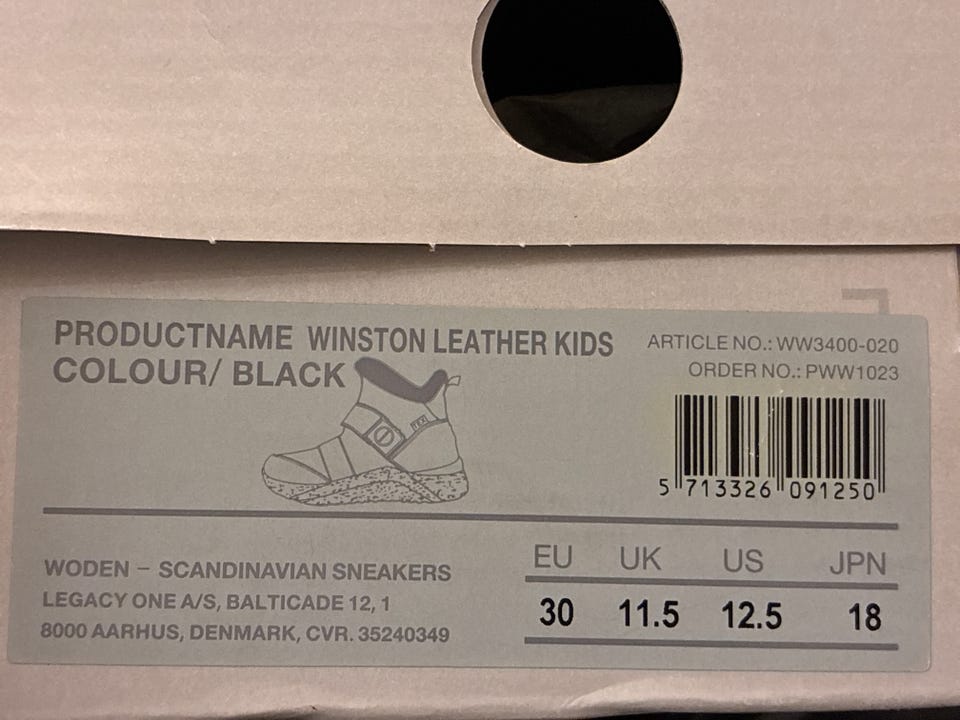 PRODUCTNAME WINSTON LEATHER KIDS
COLOUR/ BLACK
ARTICLE NO.: WW3400-020
ORDER NO.: PWW1023
5 713326 091250
WODEN – SCANDINAVIAN SNEAKERS
LEGACY ONE A/S, BALTICADE 12, 1
8000 AARHUS, DENMARK, CVR. 35240349
EU UK US JPN
30 11.5 12.5 18